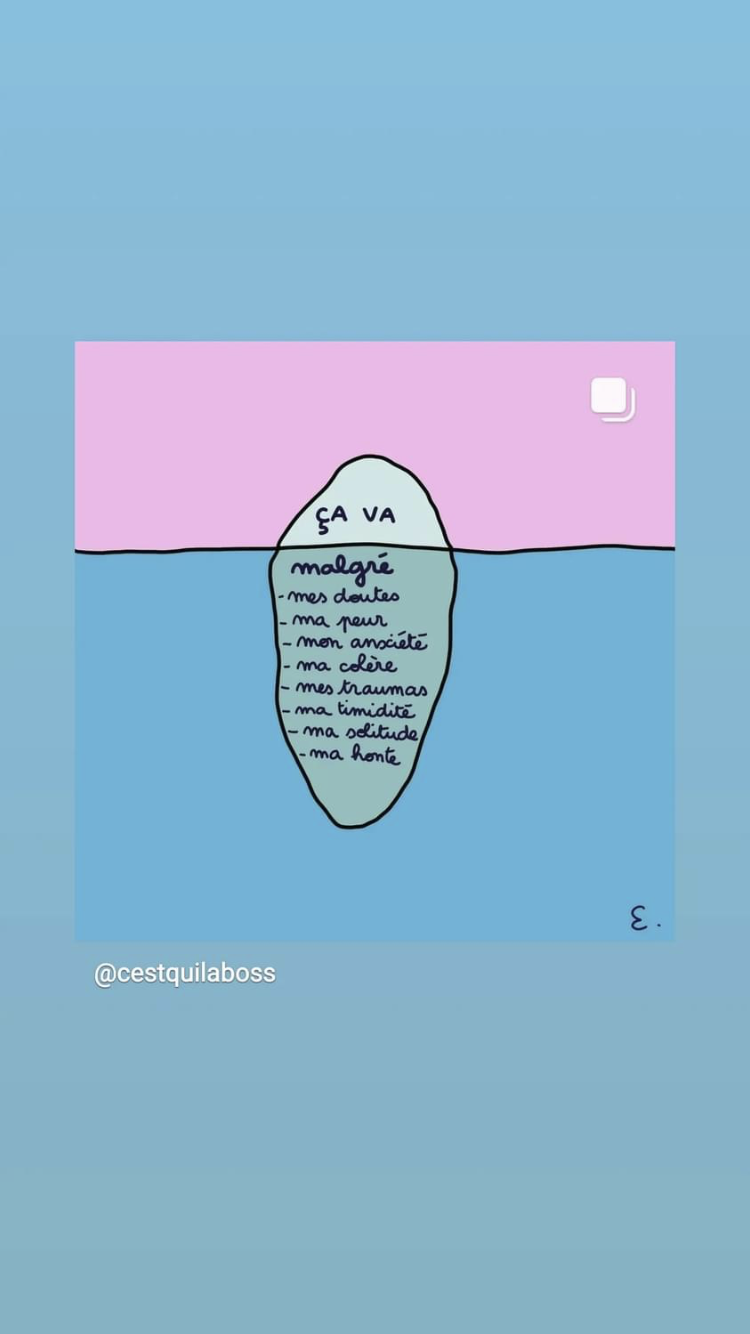 ÇA VA
malgré
- mes doutes
- ma peur
- mon anxiété
- ma colère
- mes traumas
- ma timidité
- ma solitude
- ma honte
ε.
@cestquilaboss